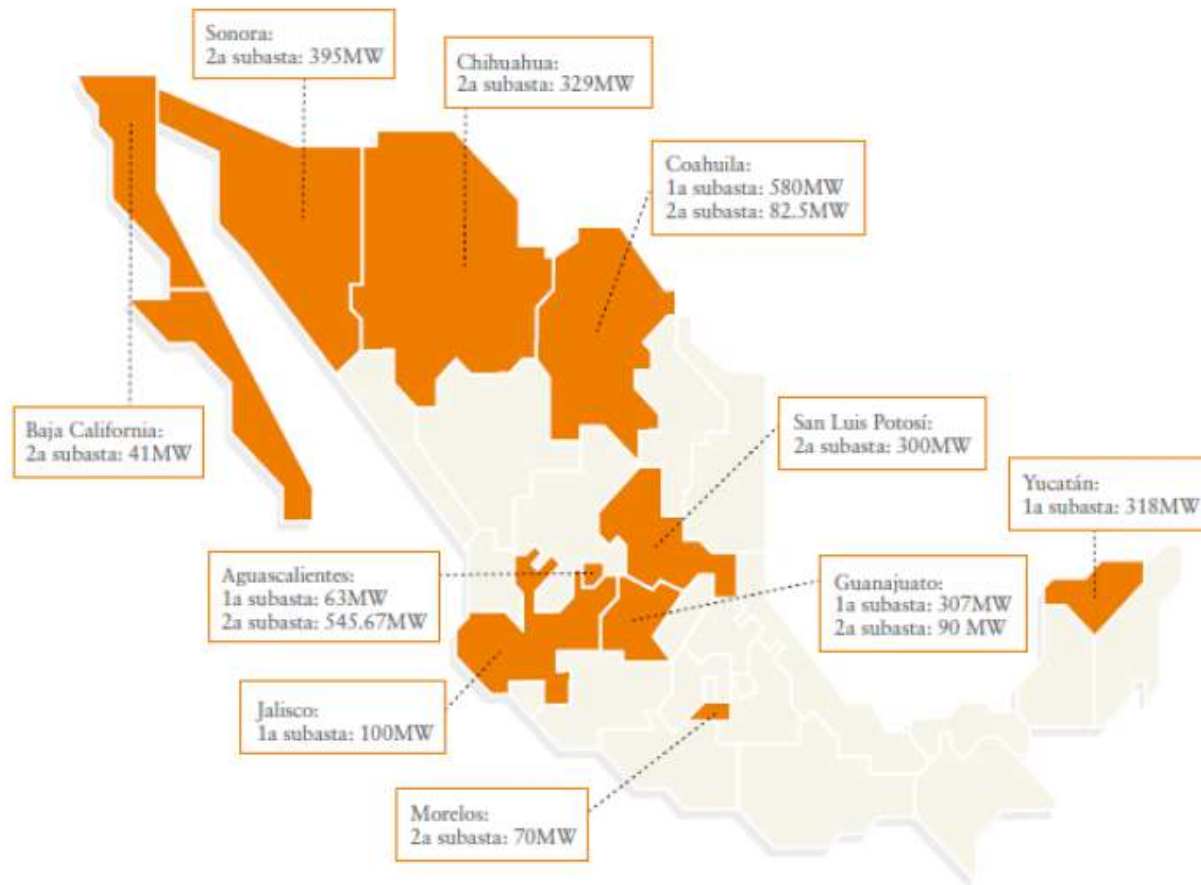 Sonora:
2a subasta: 395MW
Chihuahua:
2a subasta: 329MW
Coahuila:
1a subasta: 580MW
2a subasta: 82.5MW
Baja California:
2a subasta: 41MW
San Luis Potosí:
2a subasta: 300MW
Yucatán:
1a subasta: 318MW
Aguascalientes:
1a subasta: 63MW
2a subasta: 545.67MW
Guanajuato:
1a subasta: 307MW
2a subasta: 90 MW
Jalisco:
1a subasta: 100MW
Morelos:
2a subasta: 70MW